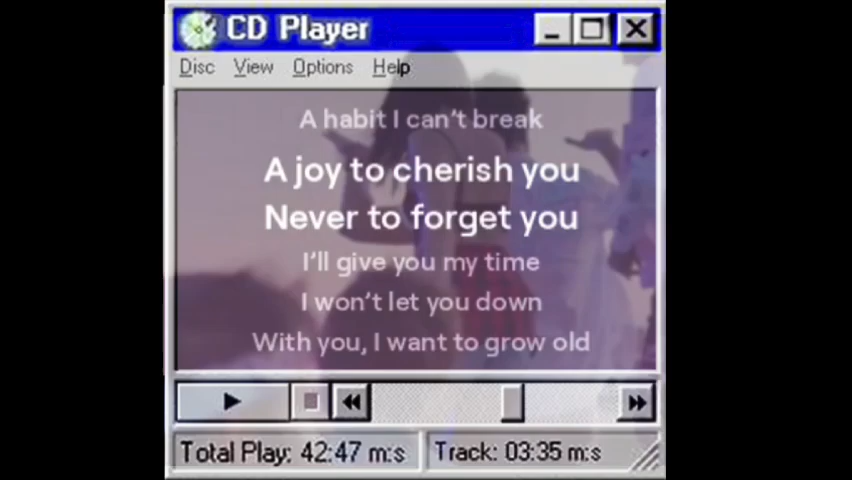 CD Player
Disc View Options Help
A habit I can't break
A joy to cherish you
Never to forget you
I'll give you my time
I won't let you down
With you, I want to grow old
Total Play: 42:47 m:s Track: 03:35 m:s